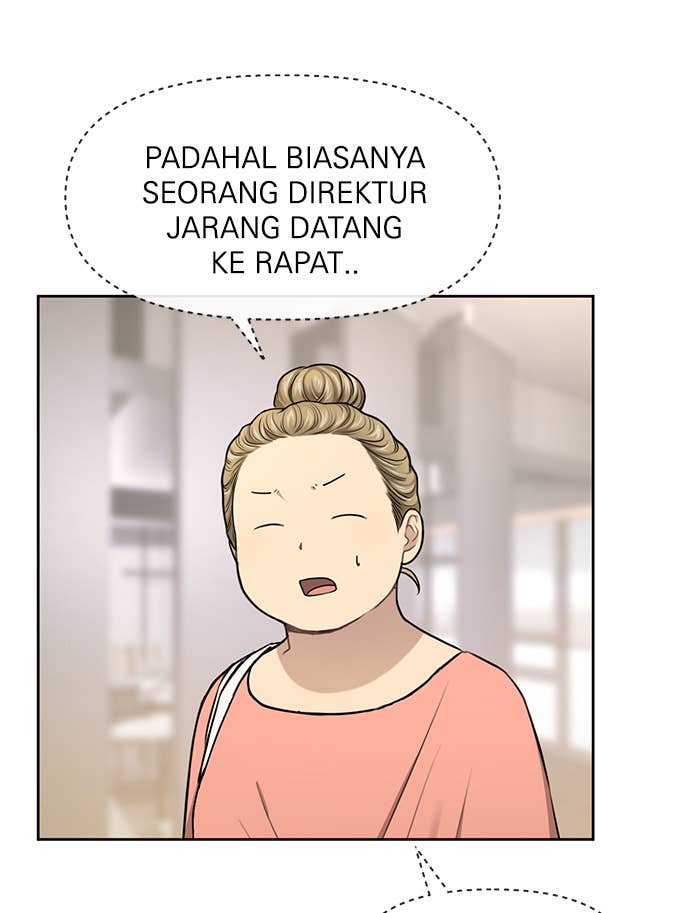 PADAHAL BIASANYA
SEORANG DIREKTUR
JARANG DATANG
KE RAPAT..